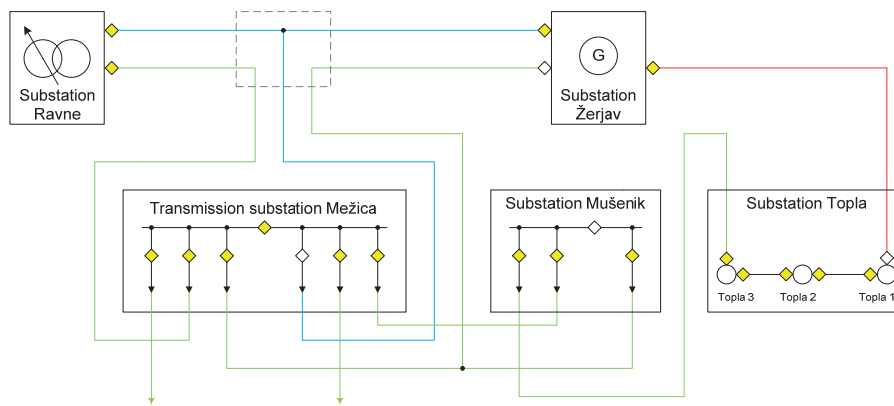 Substation
Ravne
G
Substation
Žerjav
Transmission substation Mežica
Substation Mušenik
Substation Topla
Topla 3
Topla 2
Topla 1